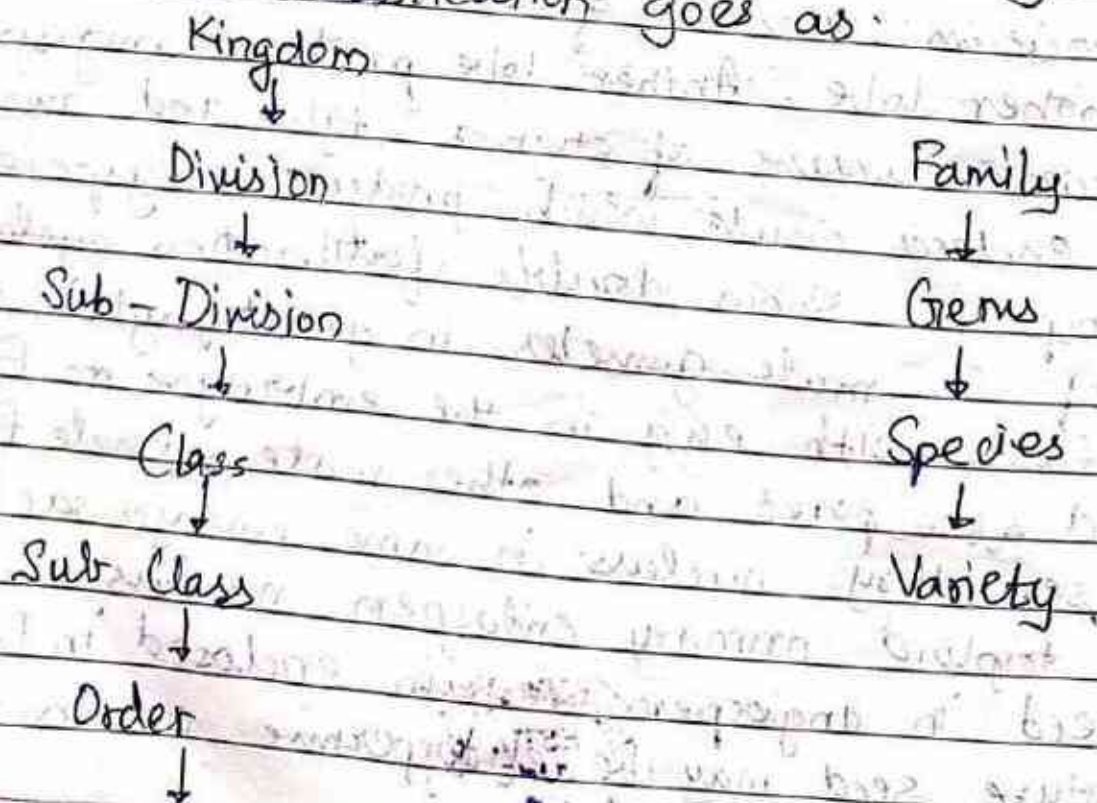 goes as
Kingdom
↓
Division
↓
Sub-Division
↓
Class
↓
Sub Class
↓
Order
↓
Family
↓
Genus
↓
Species
↓
Variety.